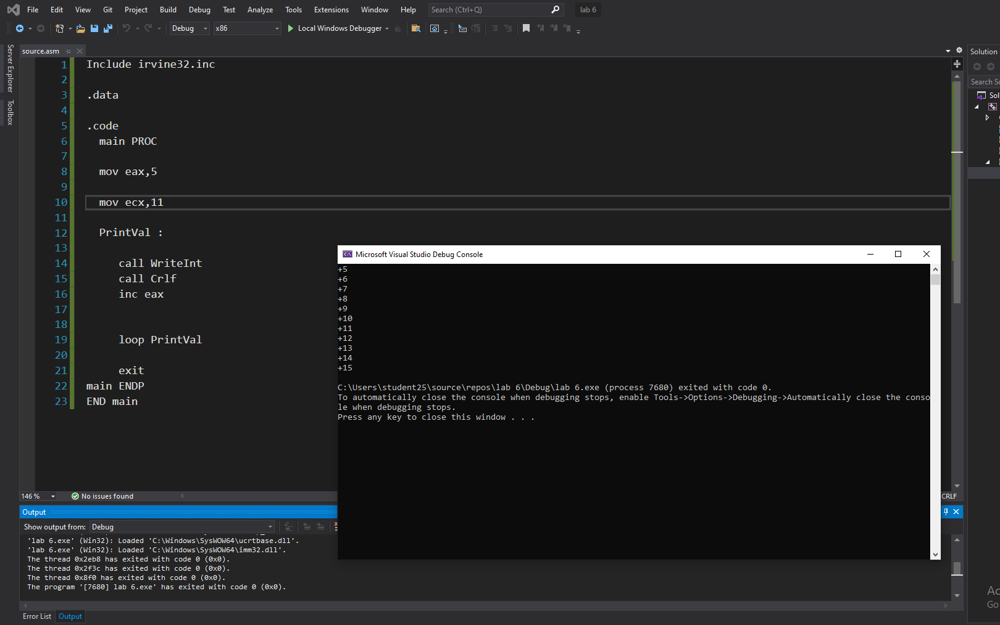 File Edit View Git Project Build Debug Test Analyze Tools Extensions Window Help Search (Ctrl+Q) lab 6
Debug x86 Local Windows Debugger
Server Explorer
Toolbox
source.asm
Solution
Search
1 Include irvine32.inc
2
3 .data
4
5 .code
6 main PROC
7
8 mov eax,5
9
10 mov ecx,11
11
12 PrintVal :
13
14 call WriteInt
15 call Crlf
16 inc eax
17
18
19 loop PrintVal
20
21 exit
22 main ENDP
23 END main
Microsoft Visual Studio Debug Console
+5
+6
+7
+8
+9
+10
+11
+12
+13
+14
+15
C:\Users\student25\source\repos\lab 6\Debug\lab 6.exe (process 7680) exited with code 0.
To automatically close the console when debugging stops, enable Tools->Options->Debugging->Automatically close the conso
le when debugging stops.
Press any key to close this window . . .
146 % No issues found CRLF
Output
Show output from: Debug
'lab 6.exe' (Win32): Loaded 'C:\Windows\SysWOW64\ucrtbase.dll'.
'lab 6.exe' (Win32): Loaded 'C:\Windows\SysWOW64\imm32.dll'.
The thread 0x2eb8 has exited with code 0 (0x0).
The thread 0x2f3c has exited with code 0 (0x0).
The thread 0x8f0 has exited with code 0 (0x0).
The program '[7680] lab 6.exe' has exited with code 0 (0x0).
Error List Output